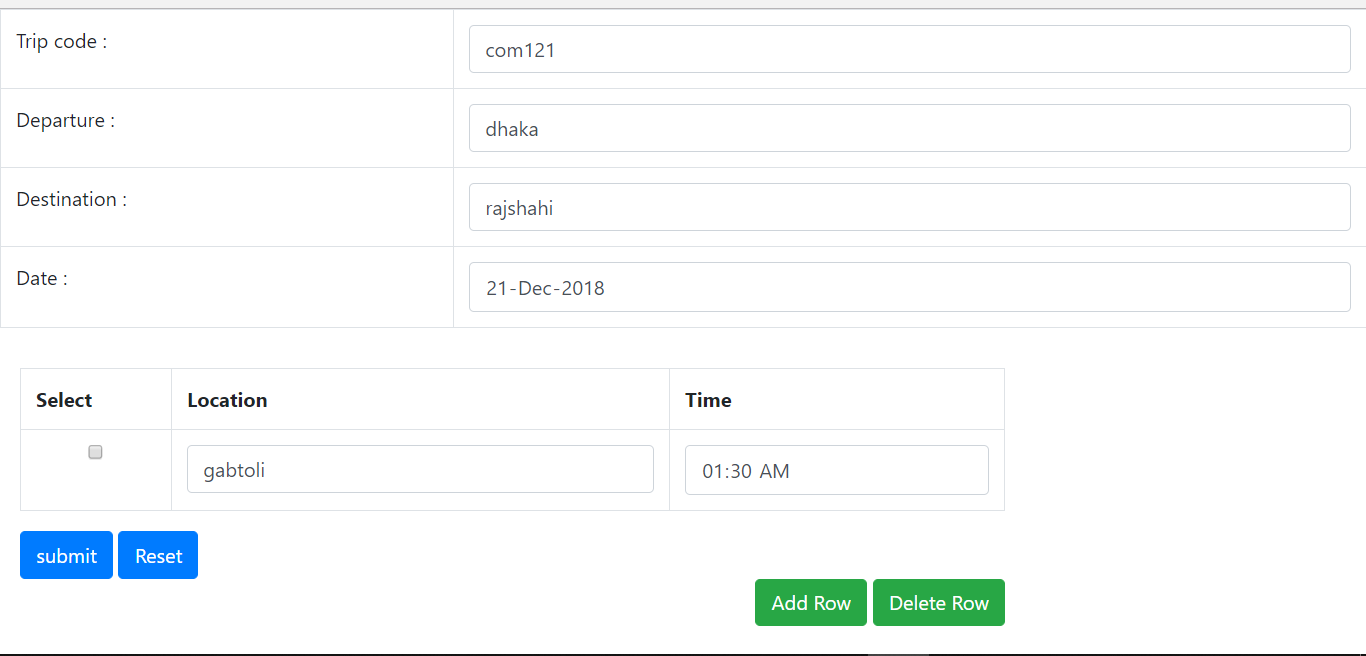 Trip code :
com121
Departure :
dhaka
Destination :
rajshahi
Date :
21-Dec-2018
Select Location Time
gabtoli 01:30 AM
submit Reset
Add Row Delete Row